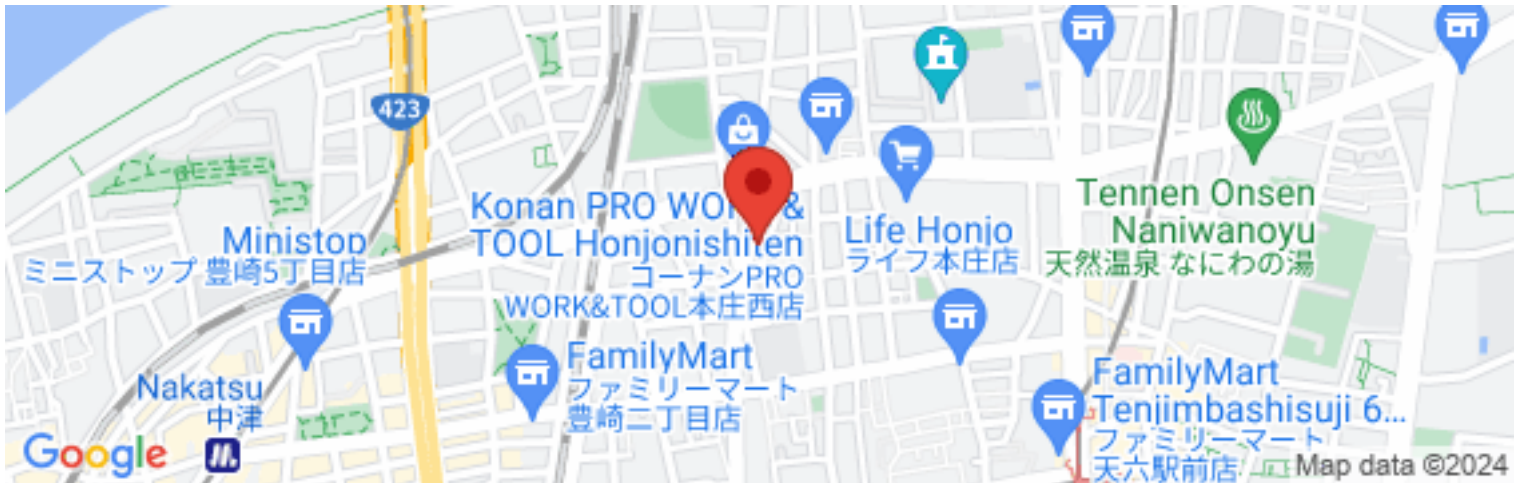 423
Konan PRO WORK &
TOOL Honjonishiten
コーナンPRO
WORK&TOOL本庄西店
Life Honjo
ライフ本庄店
Tennen Onsen
Naniwanoyu
天然温泉 なにわの湯
Ministop
ミニストップ 豊崎5丁目店
FamilyMart
ファミリーマート
豊崎二丁目店
Nakatsu
中津
FamilyMart
Tenjimbashisuji 6...
ファミリーマート
天六駅前店
Google
Map data ©2024